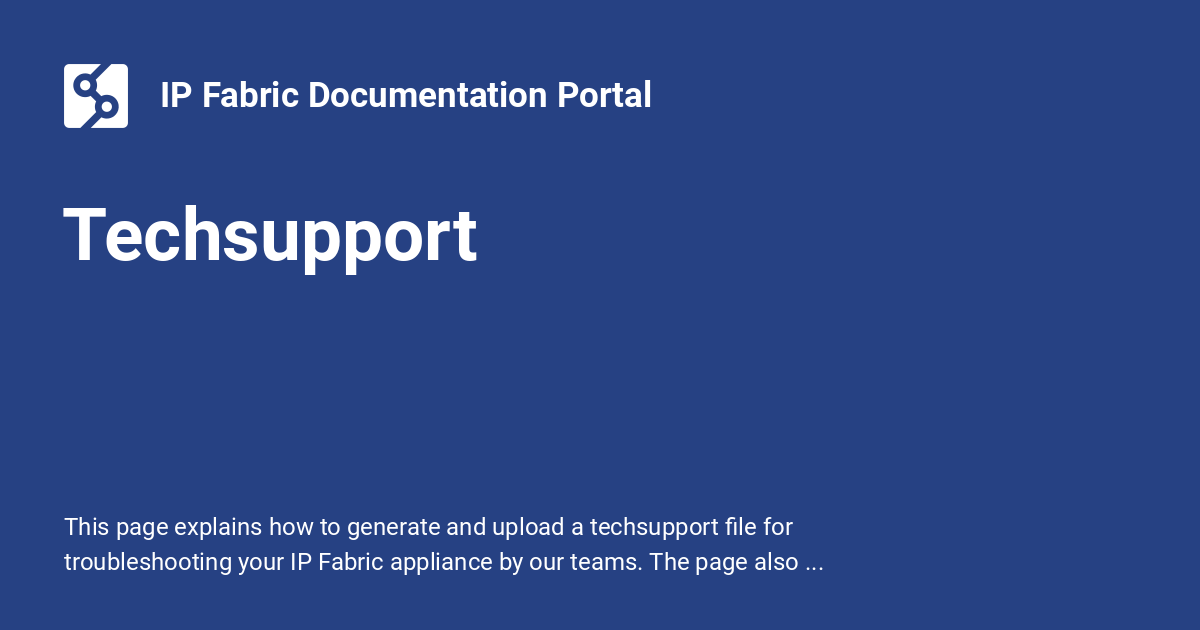 IP Fabric Documentation Portal
Techsupport
This page explains how to generate and upload a techsupport file for
troubleshooting your IP Fabric appliance by our teams. The page also ...